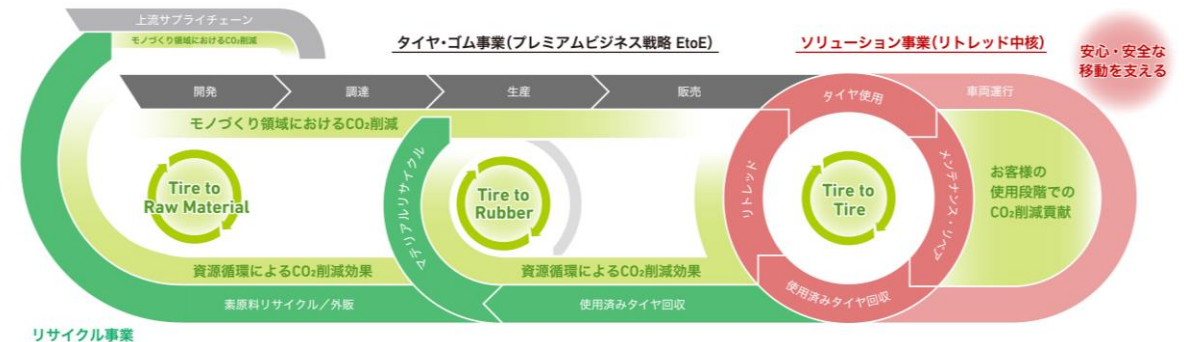 上流サプライチェーン
モノづくり領域におけるCO₂削減
タイヤ・ゴム事業(プレミアムビジネス戦略 EtoE)
ソリューション事業(リトレッド中核)
安心・安全な
移動を支える
開発
調達
生産
販売
タイヤ使用
車両運行
モノづくり領域におけるCO₂削減
Tire to
Raw Material
マテリアルリサイクル
Tire to
Rubber
リトレッド
Tire to
Tire
メンテナンス・リペア
お客様の
使用段階での
CO₂削減貢献
資源循環によるCO₂削減効果
資源循環によるCO₂削減効果
使用済みタイヤ回収
素原料リサイクル/外販
使用済みタイヤ回収
リサイクル事業